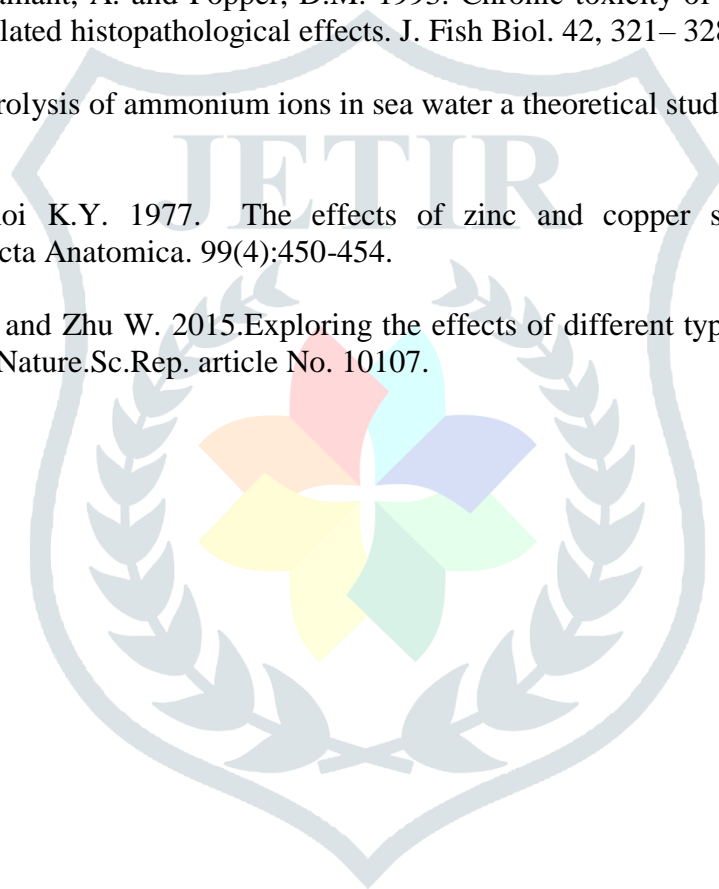 A. and Popper, D.M. 1993. Chronic toxicity of
lated histopathological effects. J. Fish Biol. 42, 321– 328
rolysis of ammonium ions in sea water a theoretical stud
JETIR
oi K.Y. 1977. The effects of zinc and copper s
cta Anatomica. 99(4):450-454.
and Zhu W. 2015.Exploring the effects of different typ
Nature.Sc.Rep. article No. 10107.